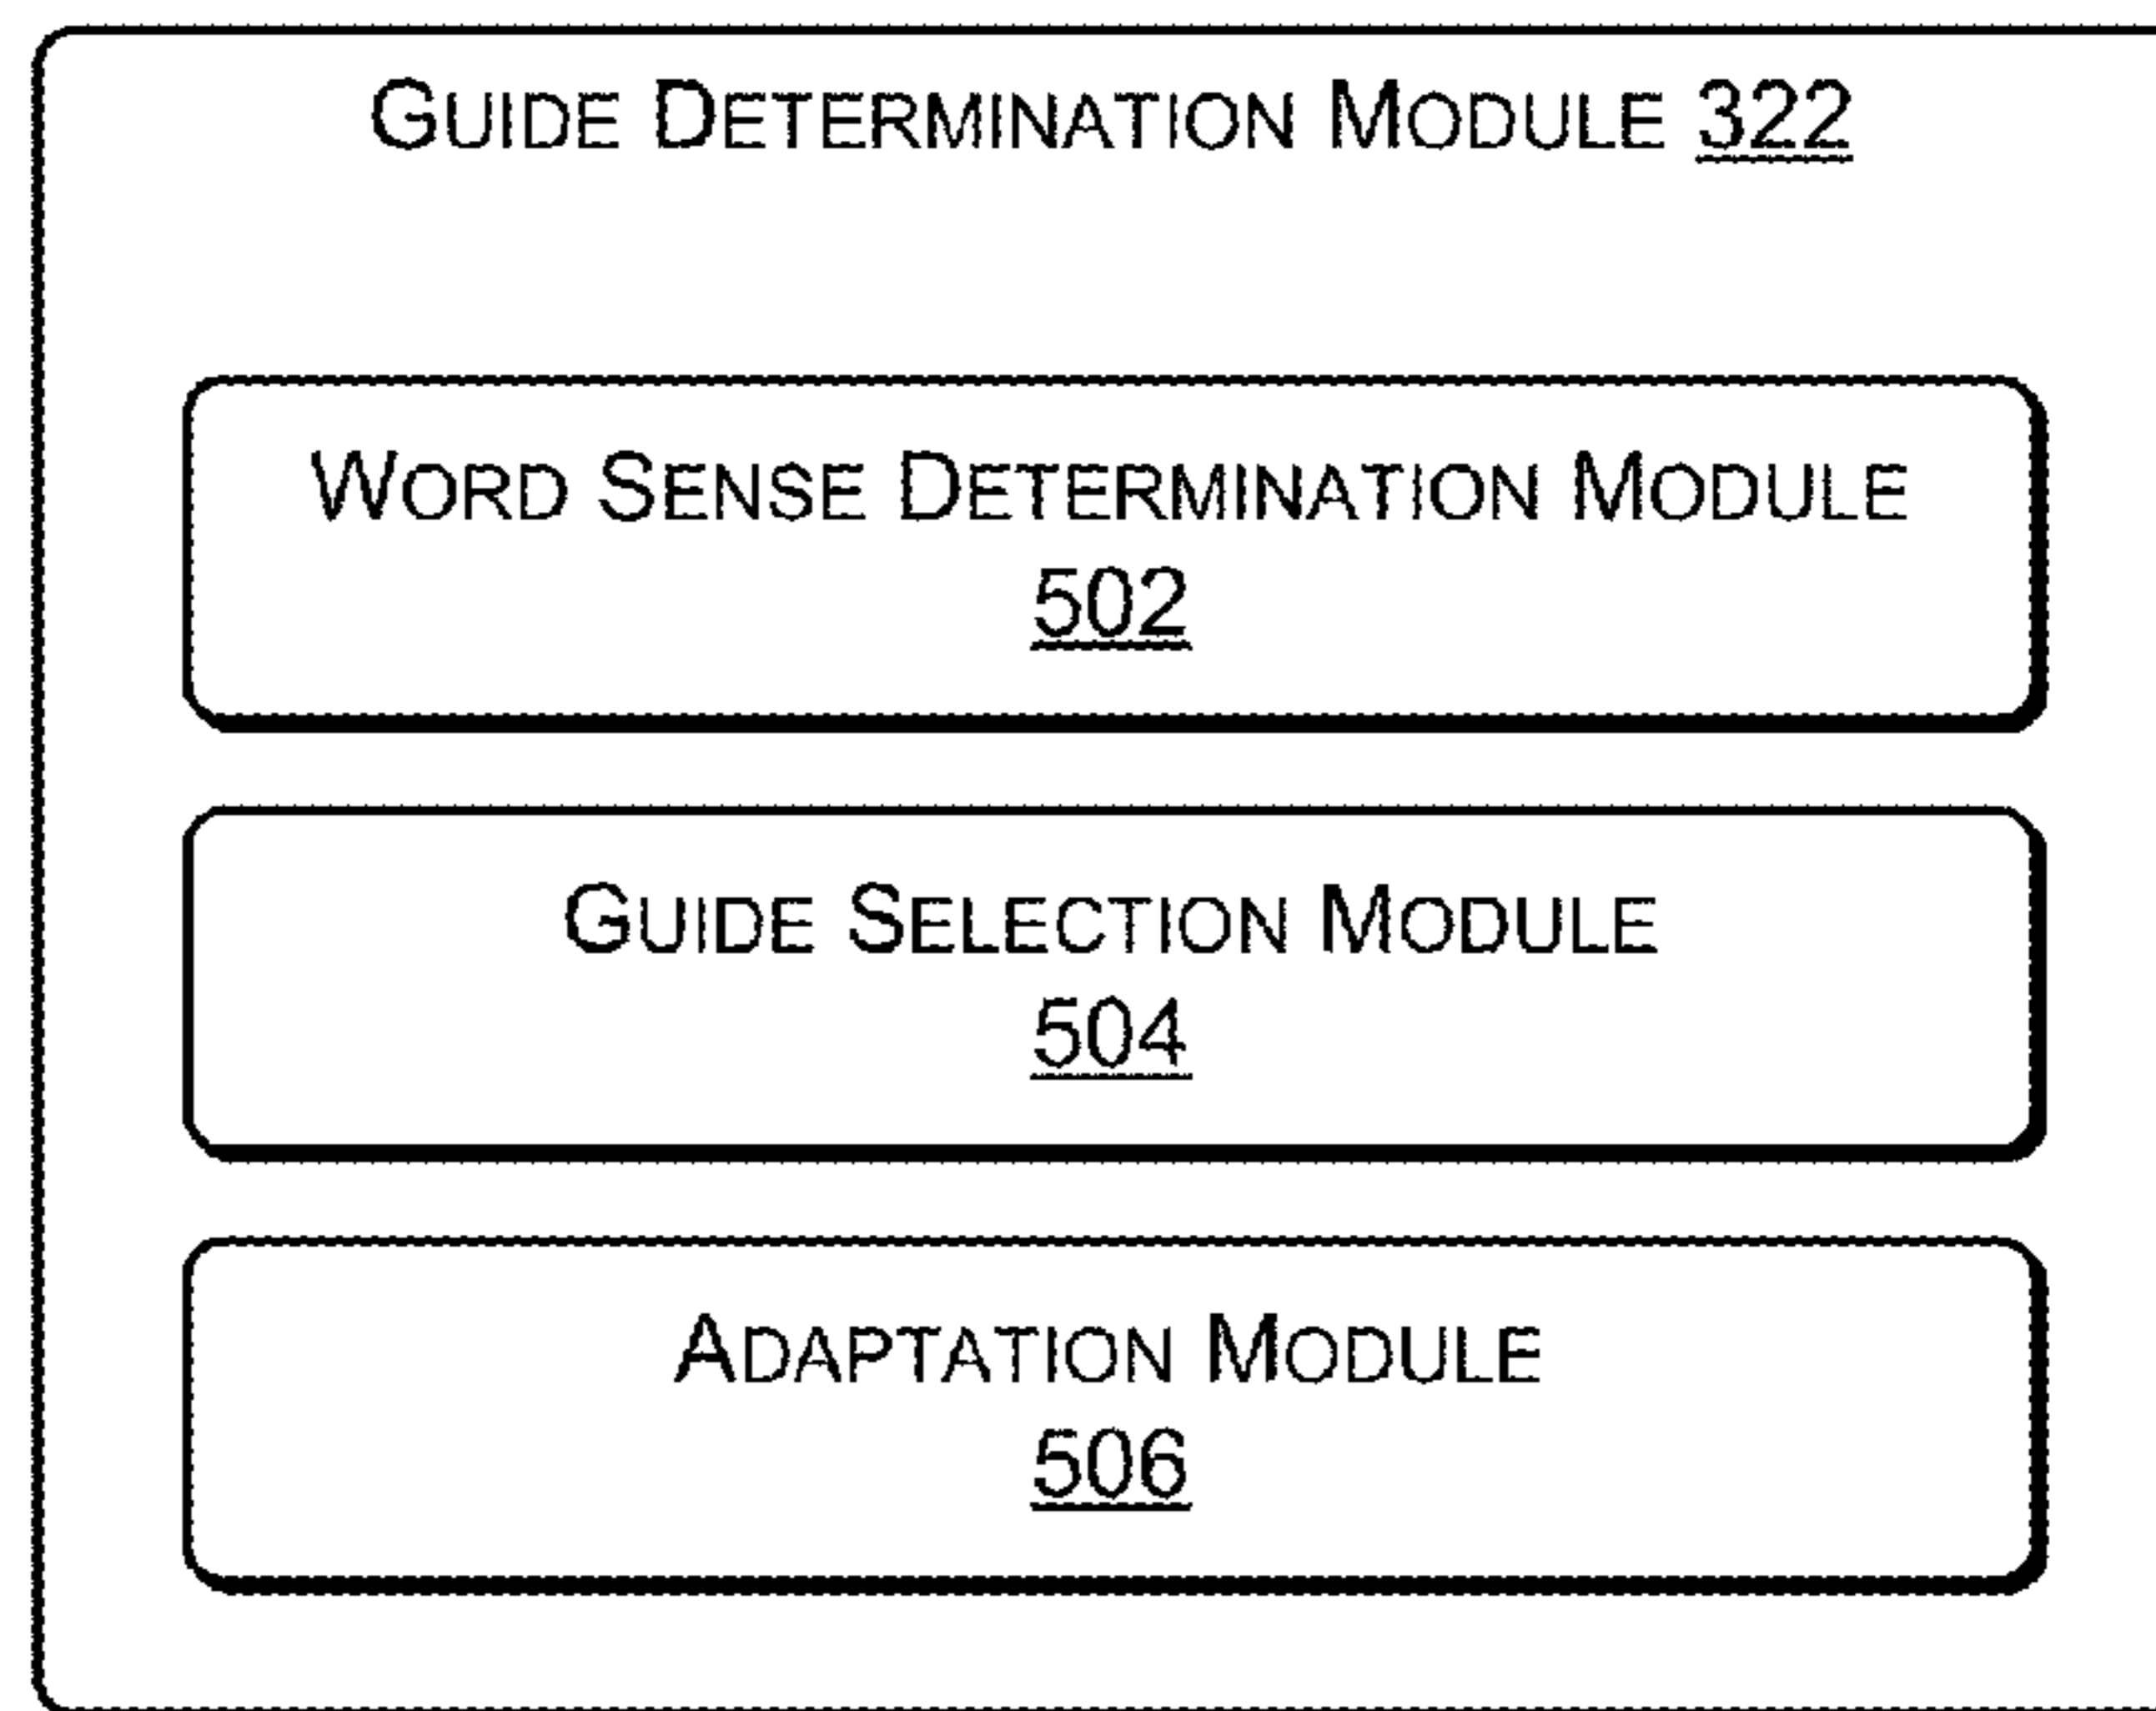 GUIDE DETERMINATION MODULE 322
WORD SENSE DETERMINATION MODULE
502
GUIDE SELECTION MODULE
504
ADAPTATION MODULE
506